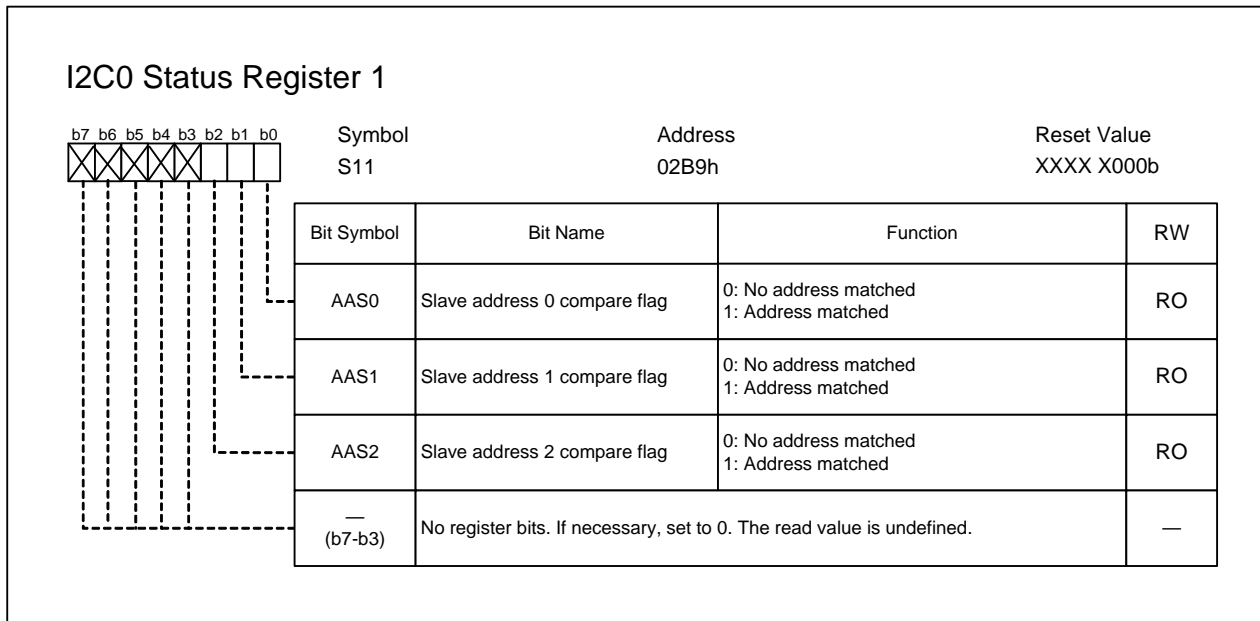 I2C0 Status Register 1
b7 b6 b5 b4 b3 b2 b1 b0
Symbol Address Reset Value
S11 02B9h XXXX X000b
Bit Symbol Bit Name Function RW
AAS0 Slave address 0 compare flag 0: No address matched
1: Address matched RO
AAS1 Slave address 1 compare flag 0: No address matched
1: Address matched RO
AAS2 Slave address 2 compare flag 0: No address matched
1: Address matched RO
—
(b7-b3) No register bits. If necessary, set to 0. The read value is undefined. —